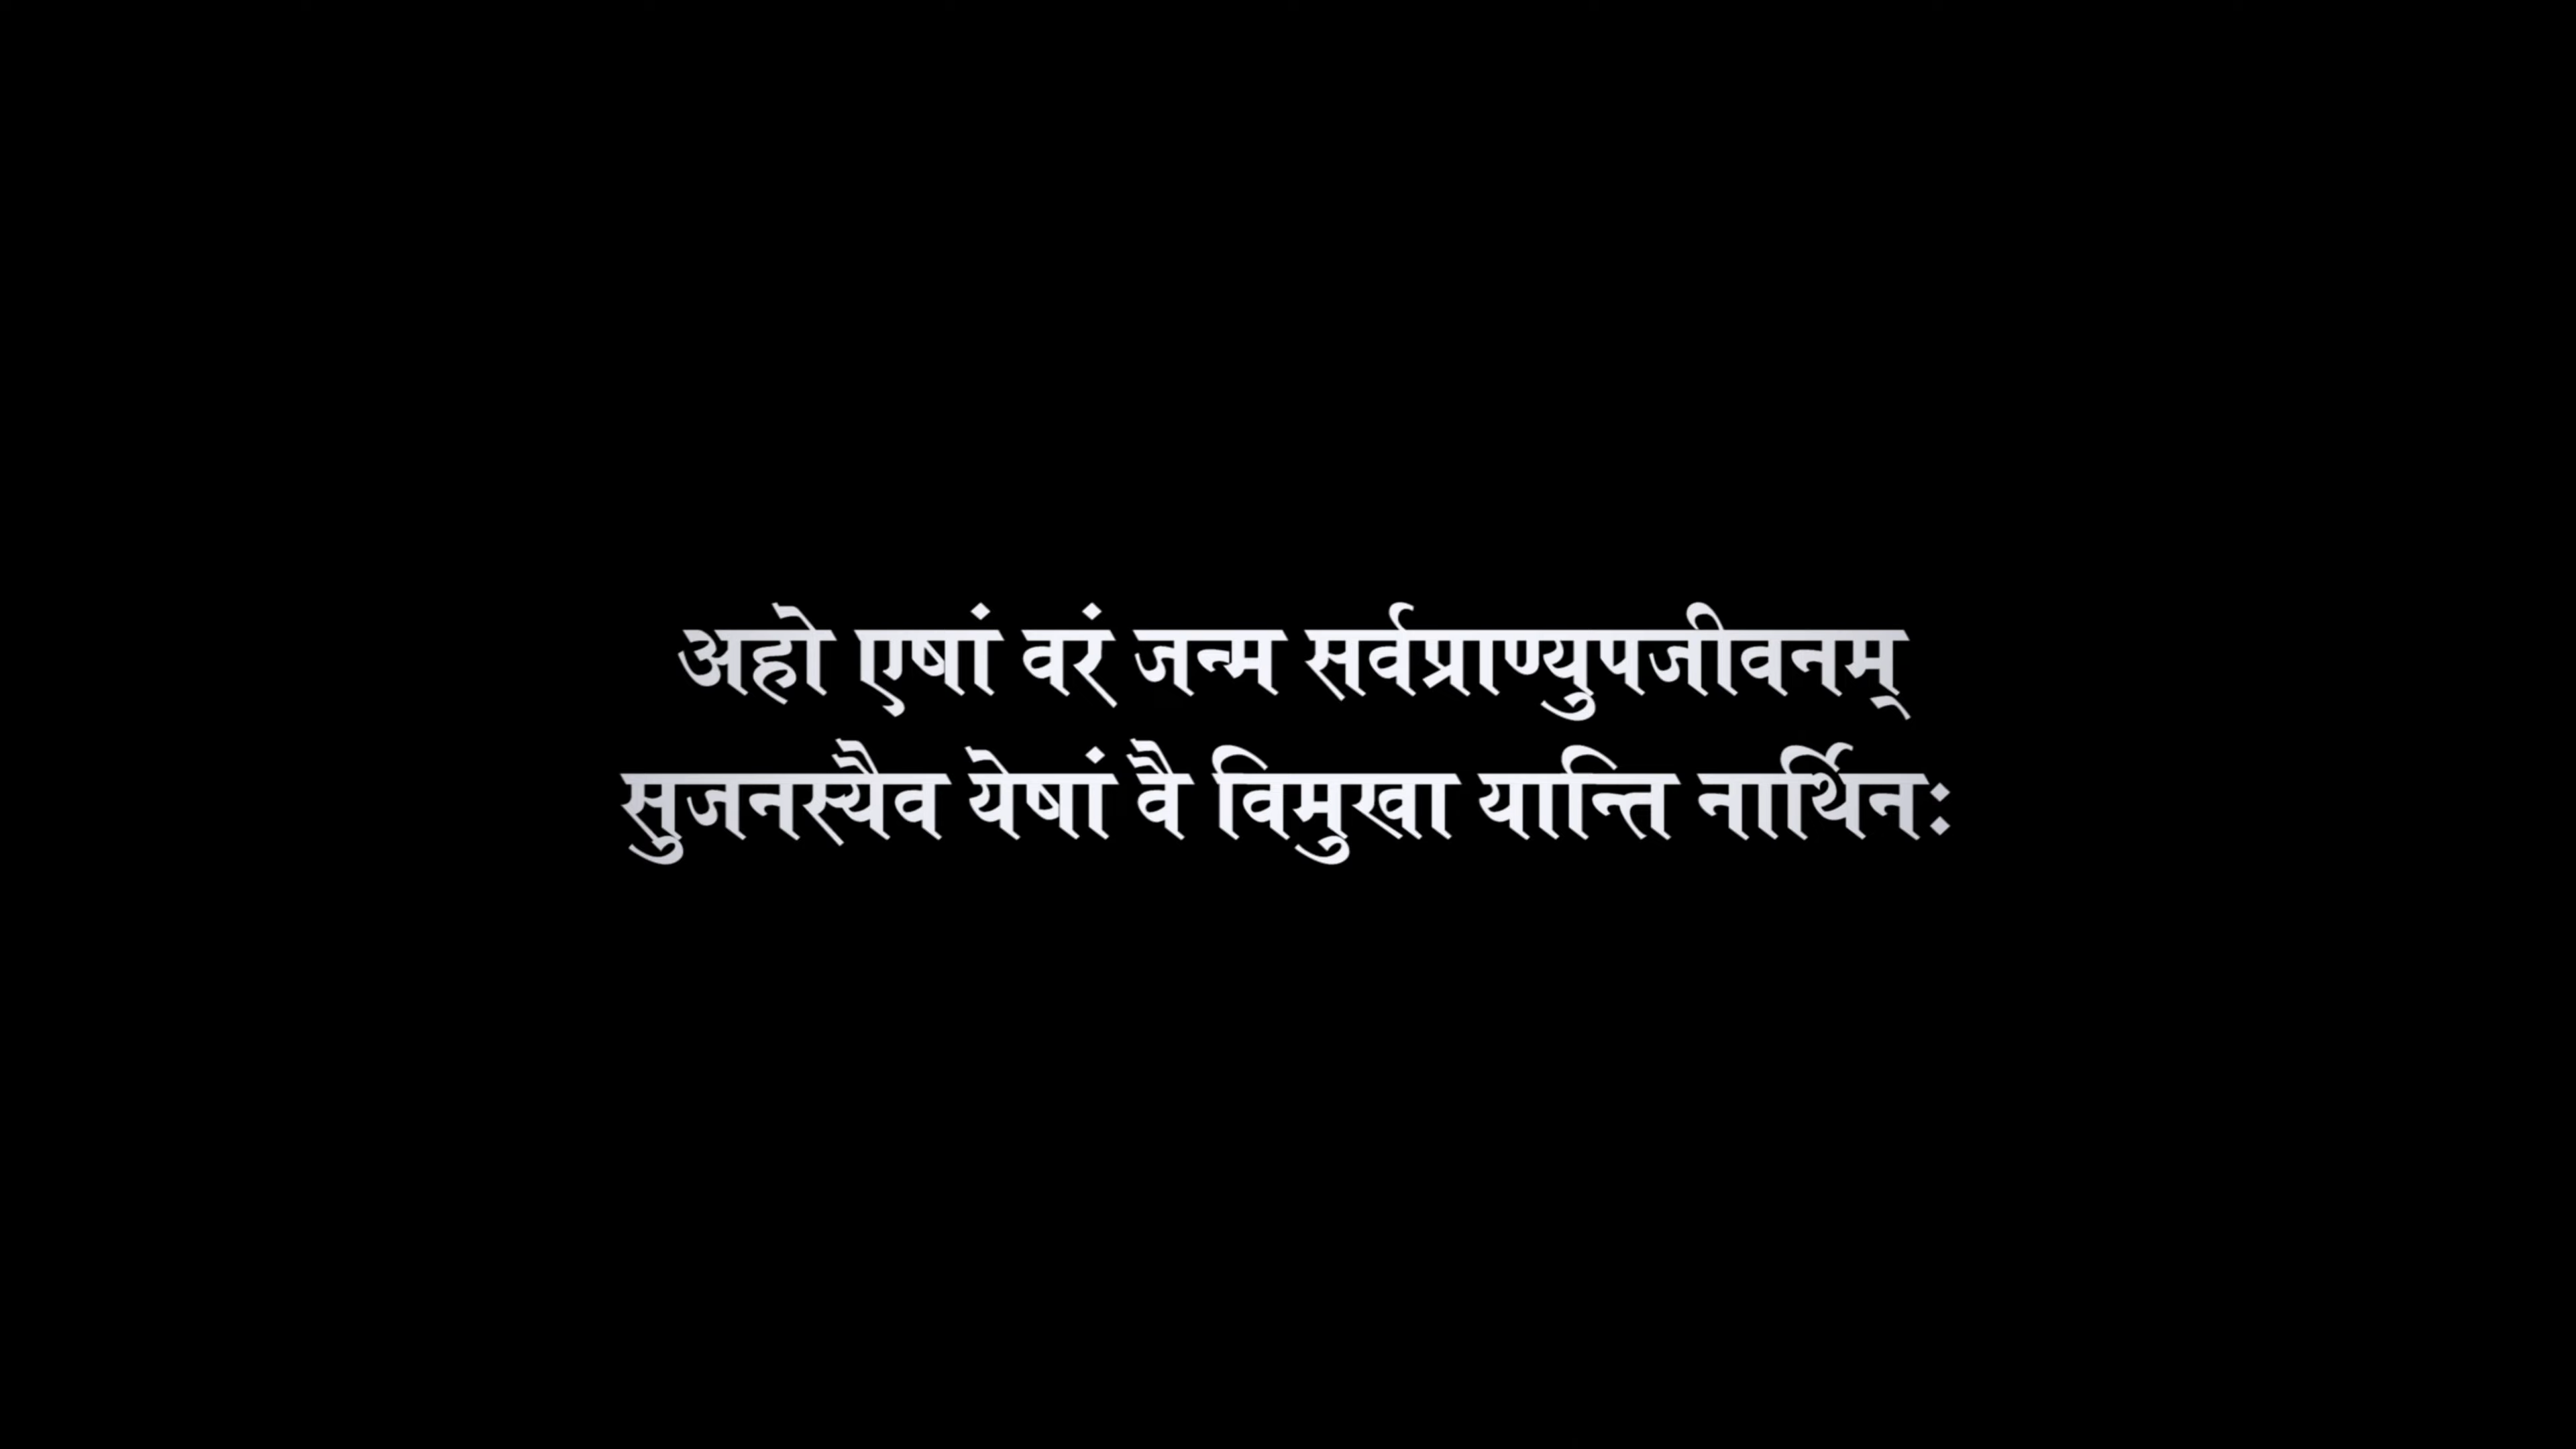 अहो एषां वरं जन्म सर्वप्राण्युपजीवनम्
सुजनस्यैव येषां वै विमुखा यान्ति नार्थिनः